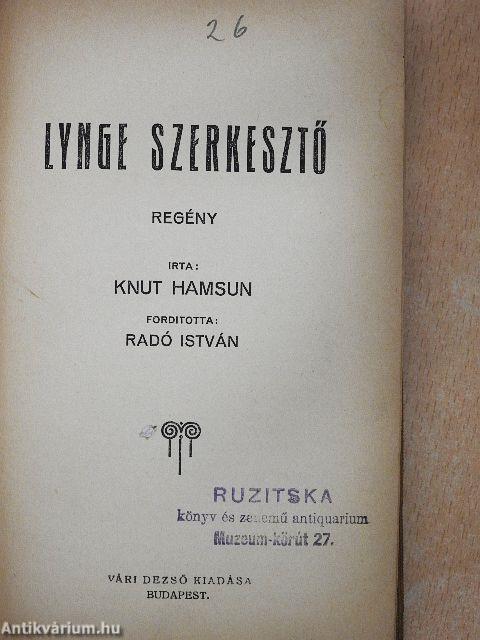 26
LYNGE SZERKESZTŐ
REGÉNY
IRTA:
KNUT HAMSUN
FORDITOTTA:
RADÓ ISTVÁN
RUZITSKA
könyv és zenemű antiquarium
Muzeum-körút 27.
VÁRI DEZSŐ KIADÁSA
BUDAPEST.
Antikvárium.hu